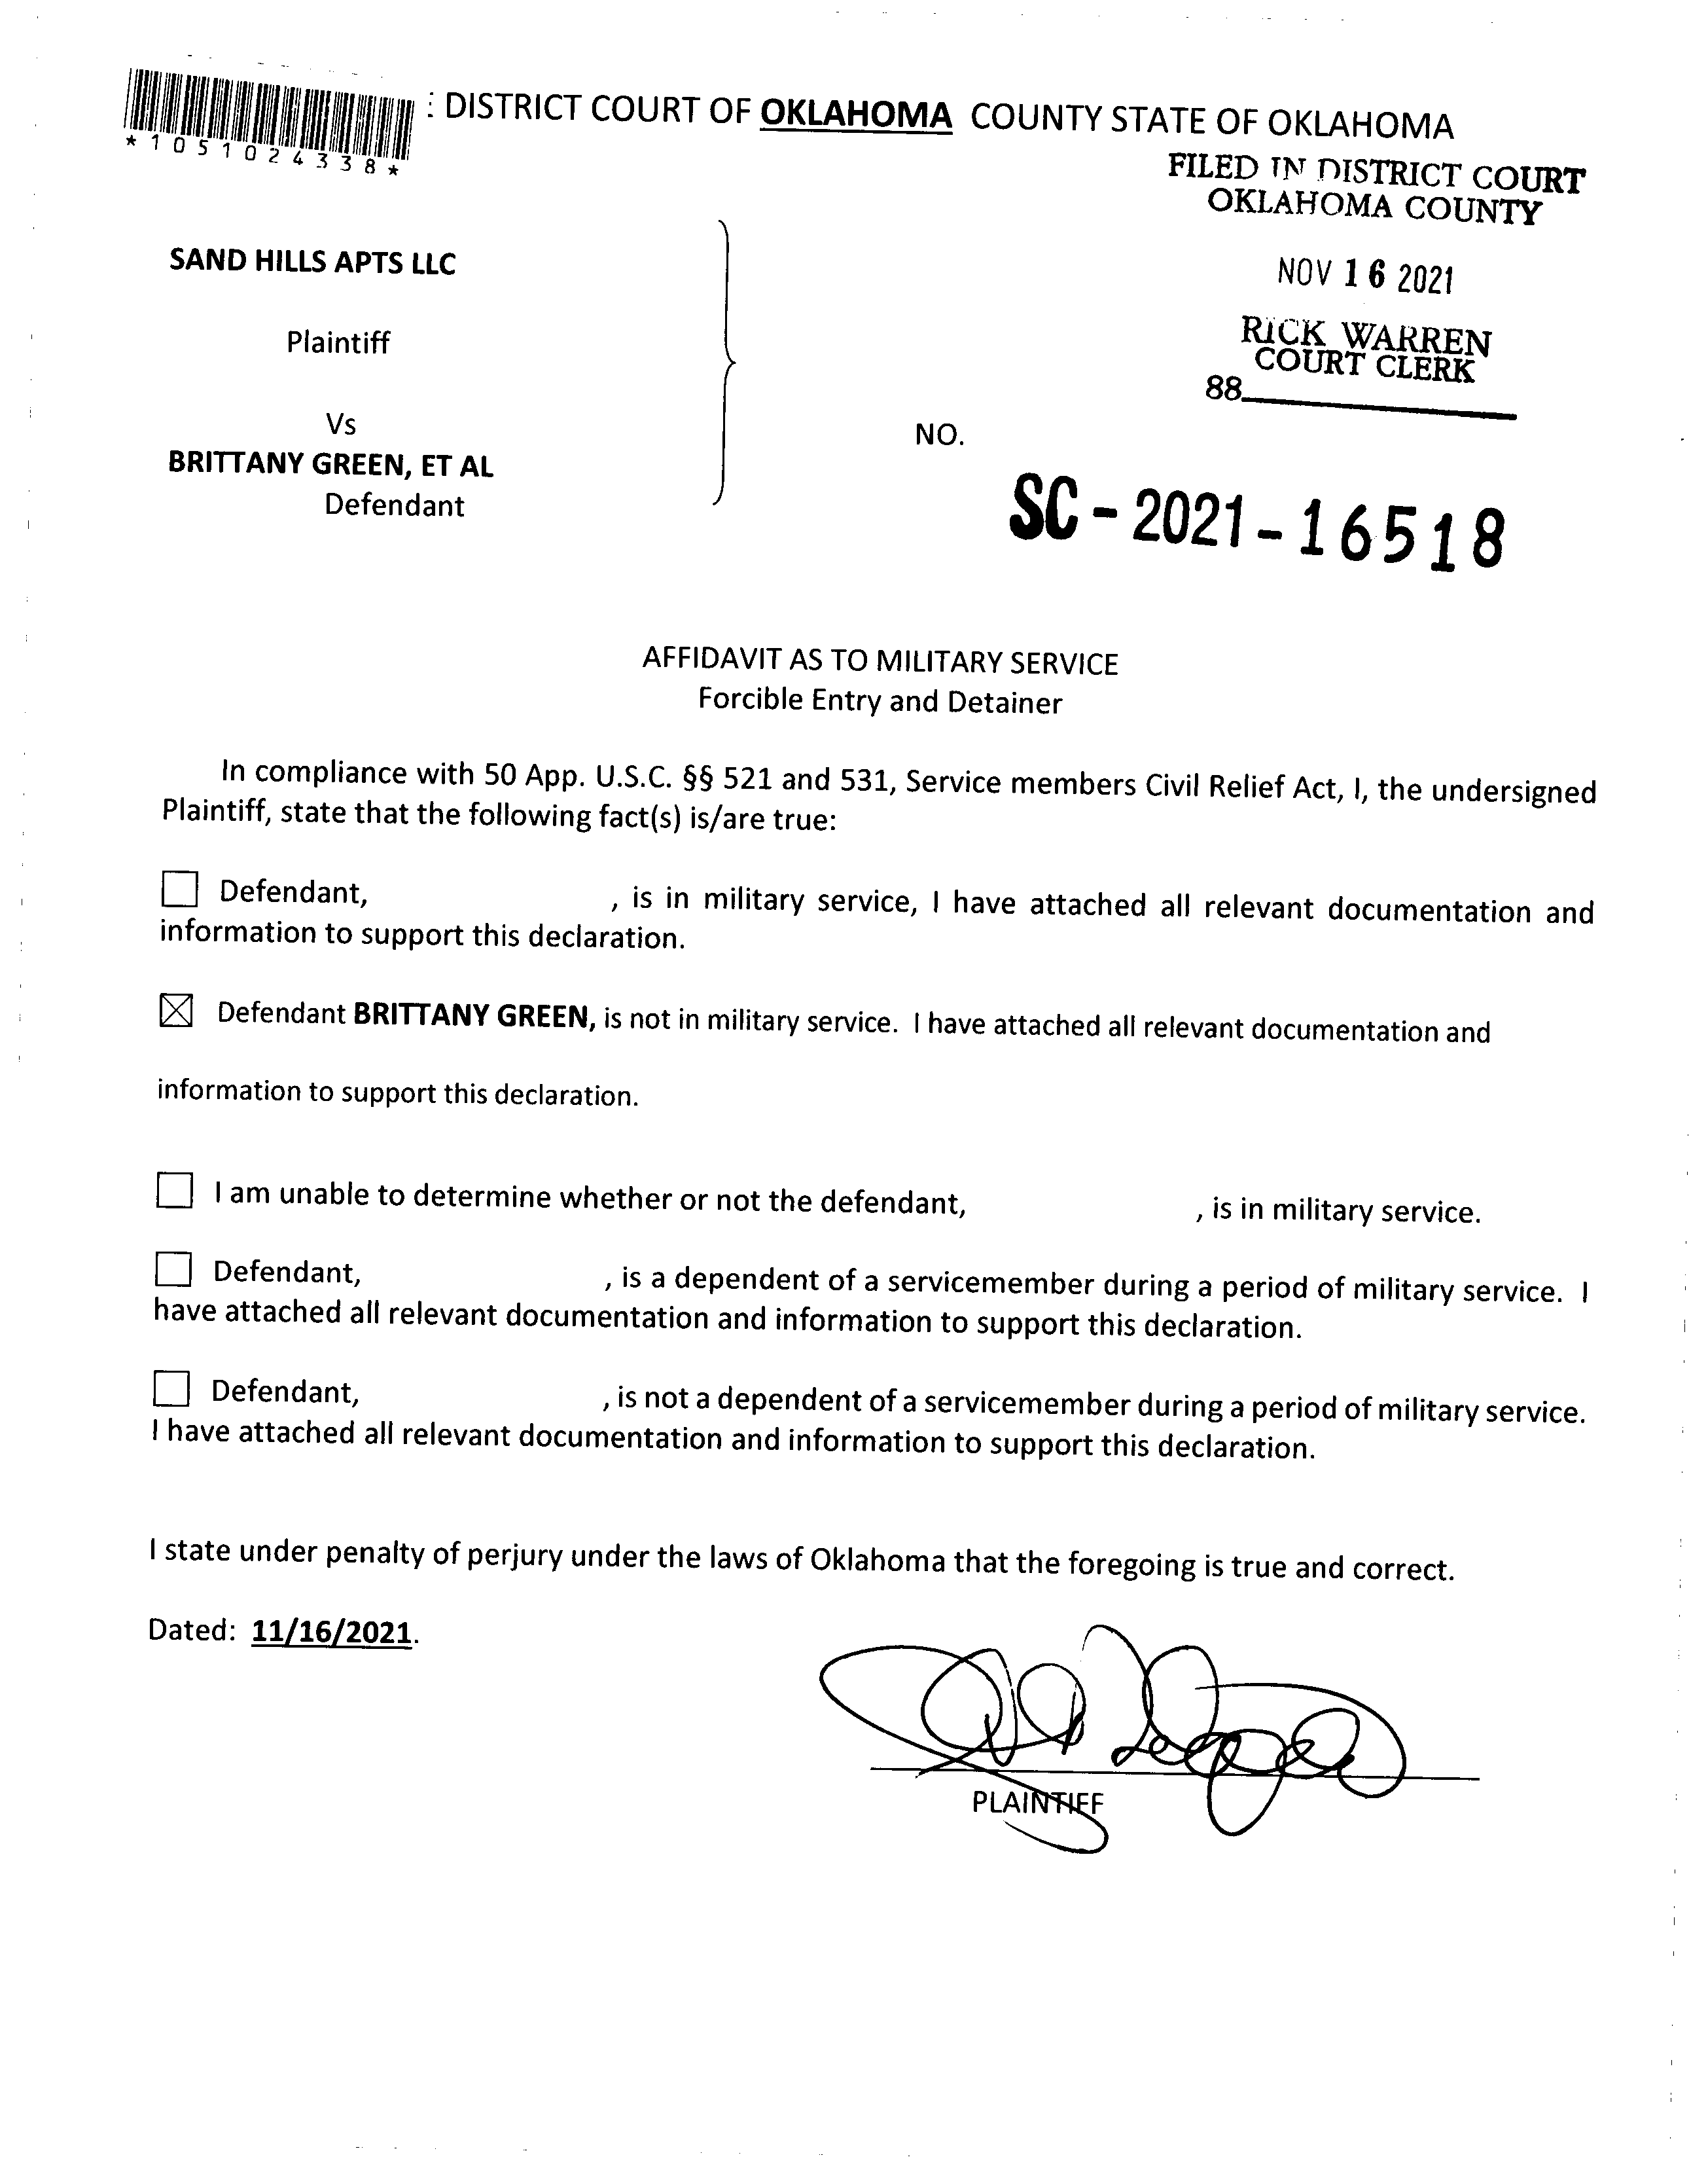 : DISTRICT COURT OF OKLAHOMA COUNTY STATE OF OKLAHOMA
*1051024338*
FILED IN DISTRICT COURT
OKLAHOMA COUNTY
NOV 16 2021
RICK WARREN
COURT CLERK
88
SAND HILLS APTS LLC
Plaintiff
Vs
BRITTANY GREEN, ET AL
Defendant
NO.
SC-2021-16518
AFFIDAVIT AS TO MILITARY SERVICE
Forcible Entry and Detainer
In compliance with 50 App. U.S.C. §§ 521 and 531, Service members Civil Relief Act, I, the undersigned
Plaintiff, state that the following fact(s) is/are true:
Defendant, , is in military service, I have attached all relevant documentation and
information to support this declaration.
☒ Defendant BRITTANY GREEN, is not in military service. I have attached all relevant documentation and
information to support this declaration.
I am unable to determine whether or not the defendant, , is in military service.
Defendant, , is a dependent of a servicemember during a period of military service. I
have attached all relevant documentation and information to support this declaration.
Defendant, , is not a dependent of a servicemember during a period of military service.
I have attached all relevant documentation and information to support this declaration.
I state under penalty of perjury under the laws of Oklahoma that the foregoing is true and correct.
Dated: 11/16/2021.
PLAINTIFF